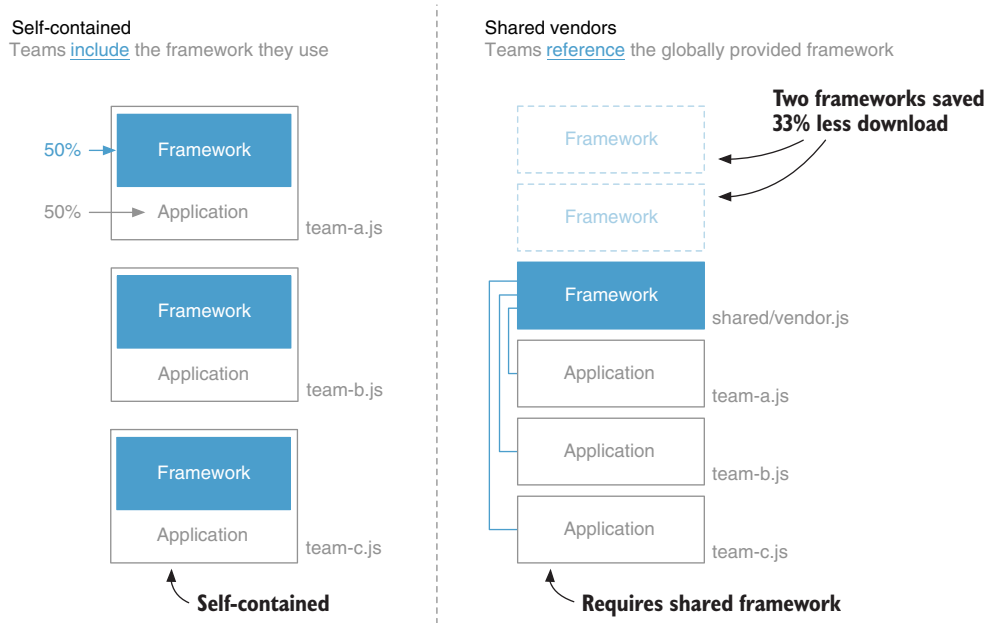 Self-contained
Teams include the framework they use
50%
Framework
50%
Application
team-a.js
Framework
Application
team-b.js
Framework
Application
team-c.js
Self-contained
Shared vendors
Teams reference the globally provided framework
Two frameworks saved
33% less download
Framework
Framework
Framework
shared/vendor.js
Application
team-a.js
Application
team-b.js
Application
team-c.js
Requires shared framework